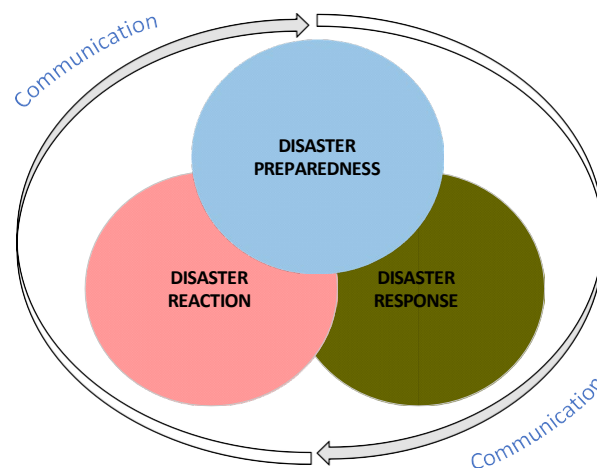 Communication
DISASTER
PREPAREDNESS
DISASTER
REACTION
DISASTER
RESPONSE
Communication